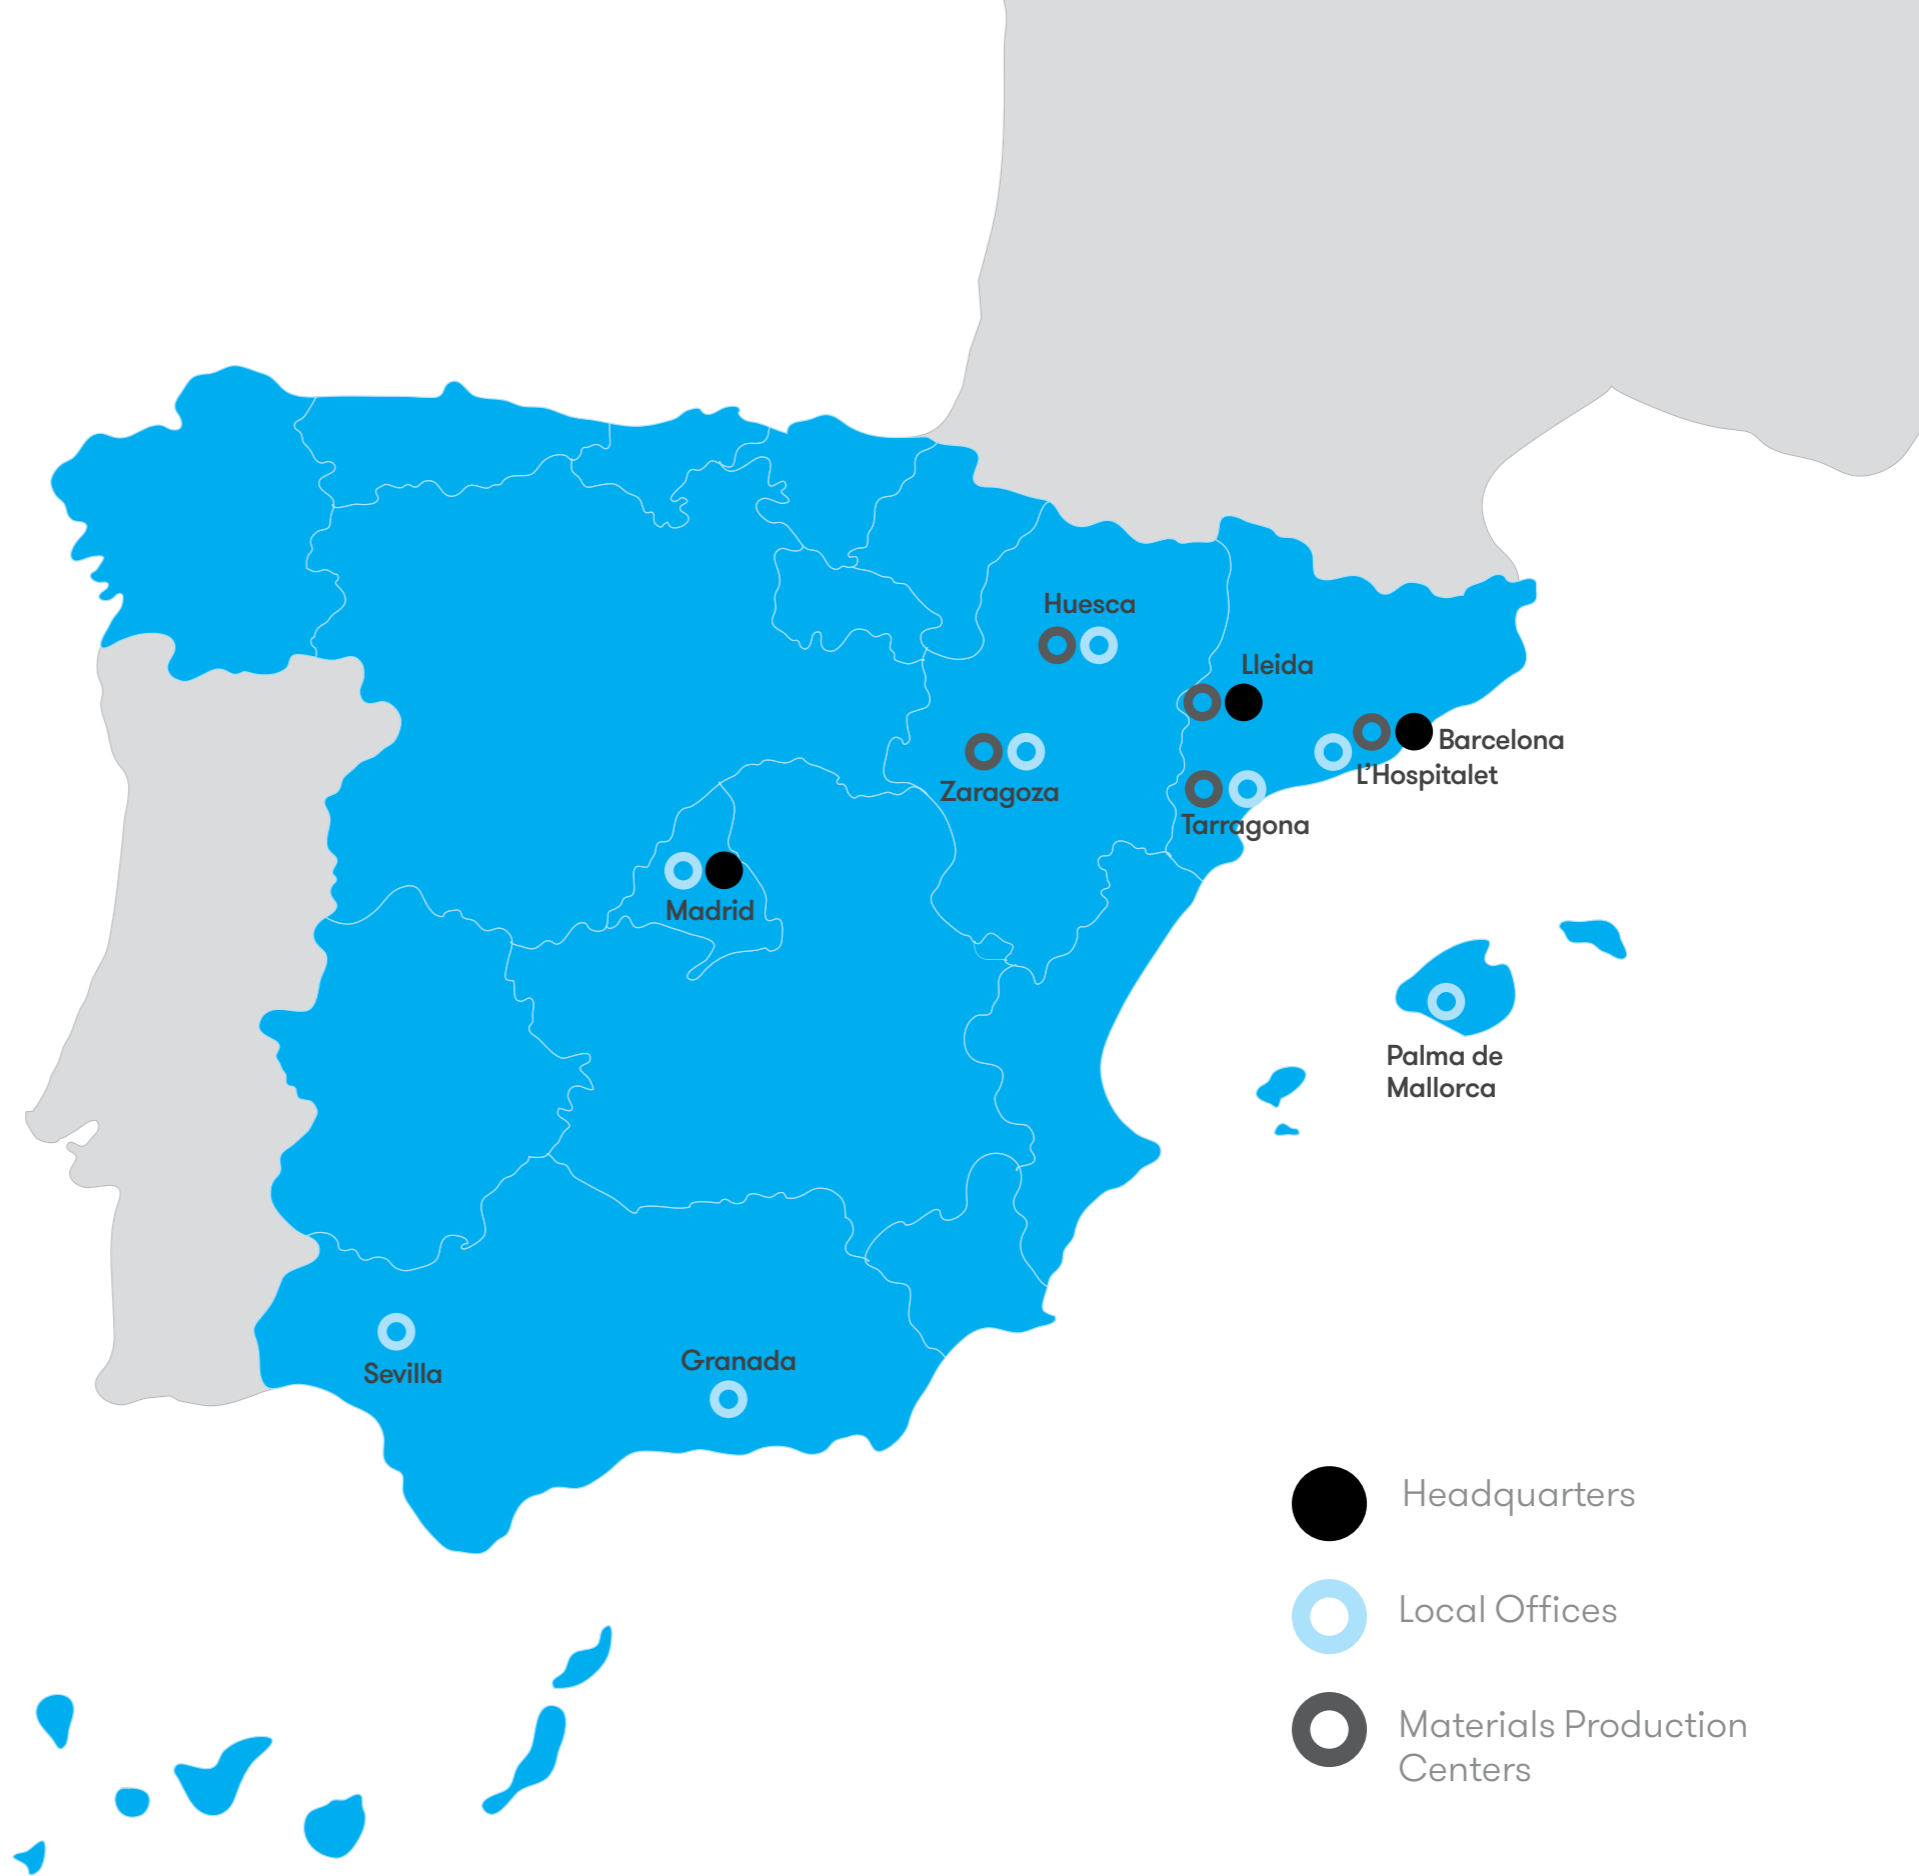 Huesca
Lleida
Barcelona
L'Hospitalet
Zaragoza
Tarragona
Madrid
Palma de
Mallorca
Sevilla
Granada
Headquarters
Local Offices
Materials Production
Centers